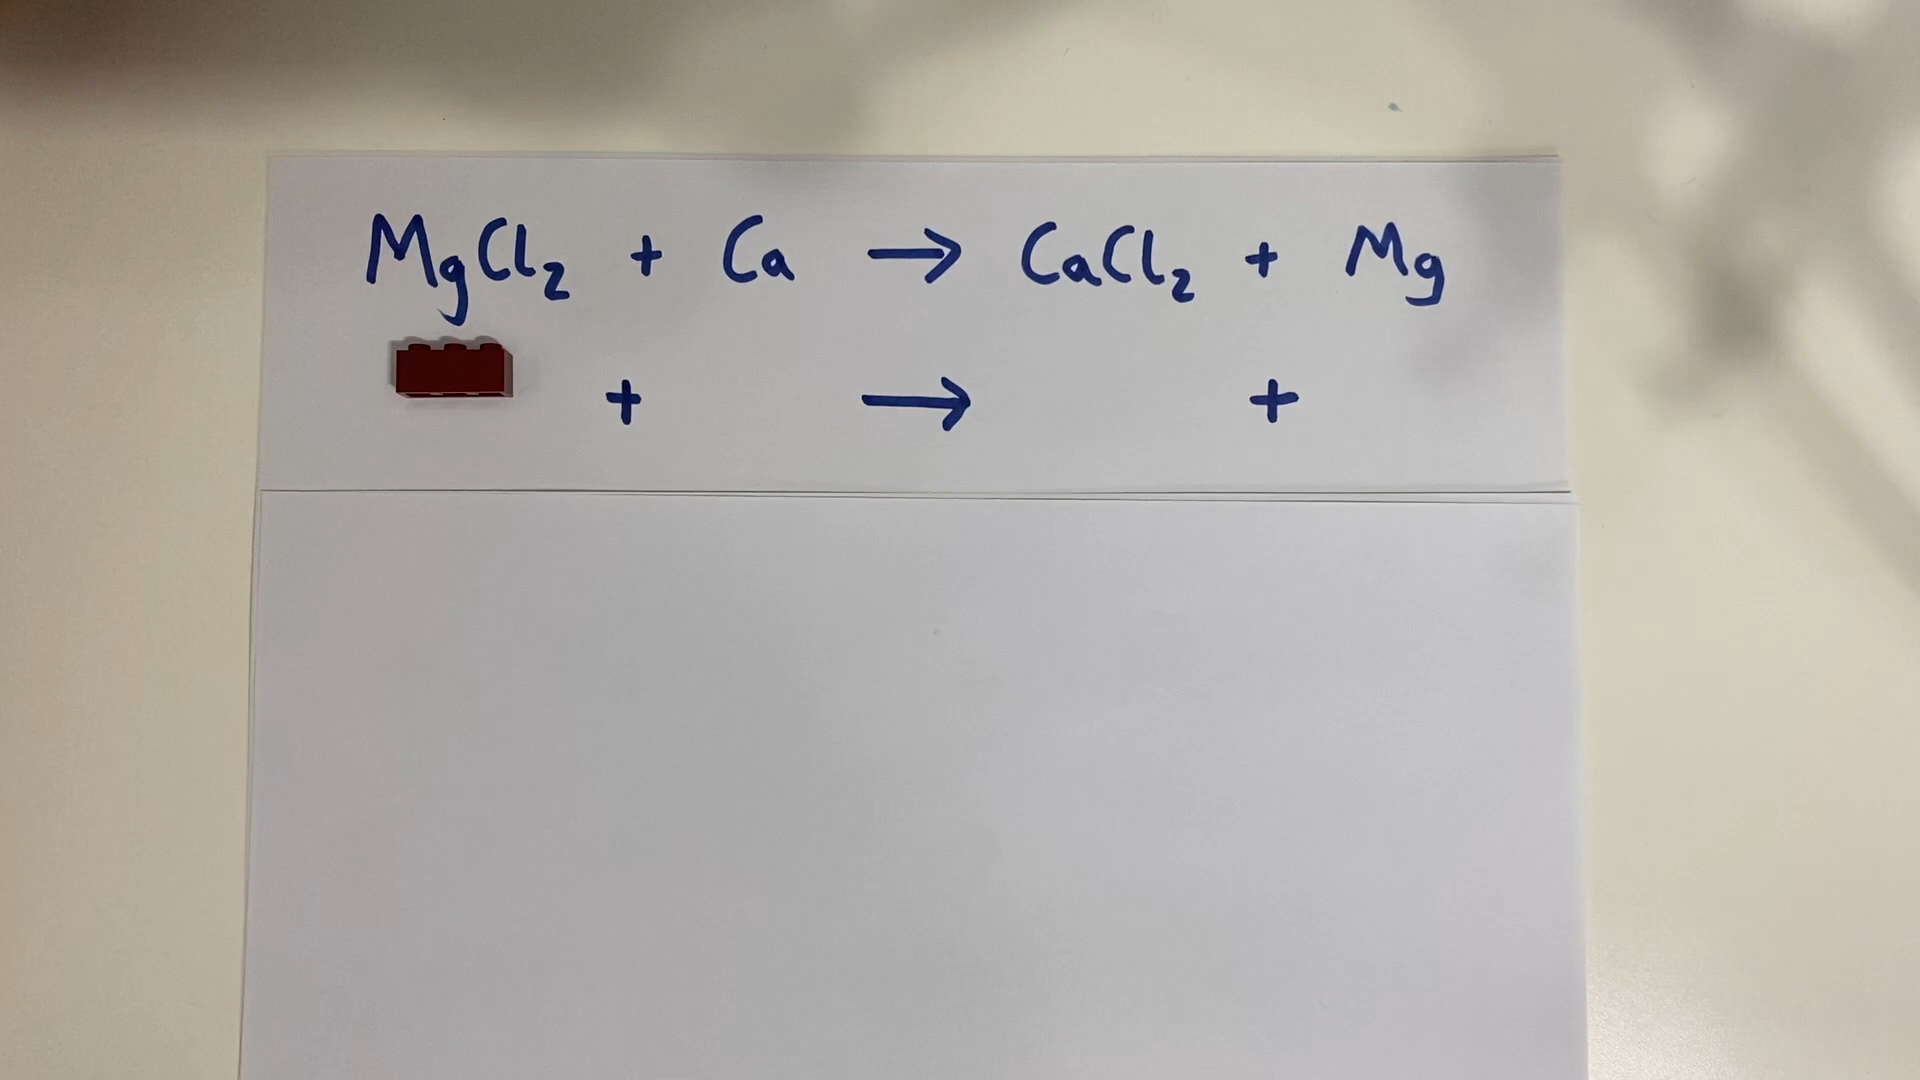 MgCl₂ + Ca → CaCl₂ + Mg
+ → +